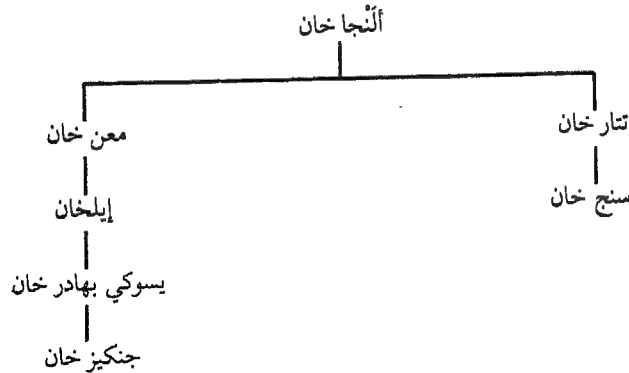 ألَنْجا خان
تتار خان
معن خان
سنج خان
إيلخان
يسوكي بهادر خان
جنكيز خان